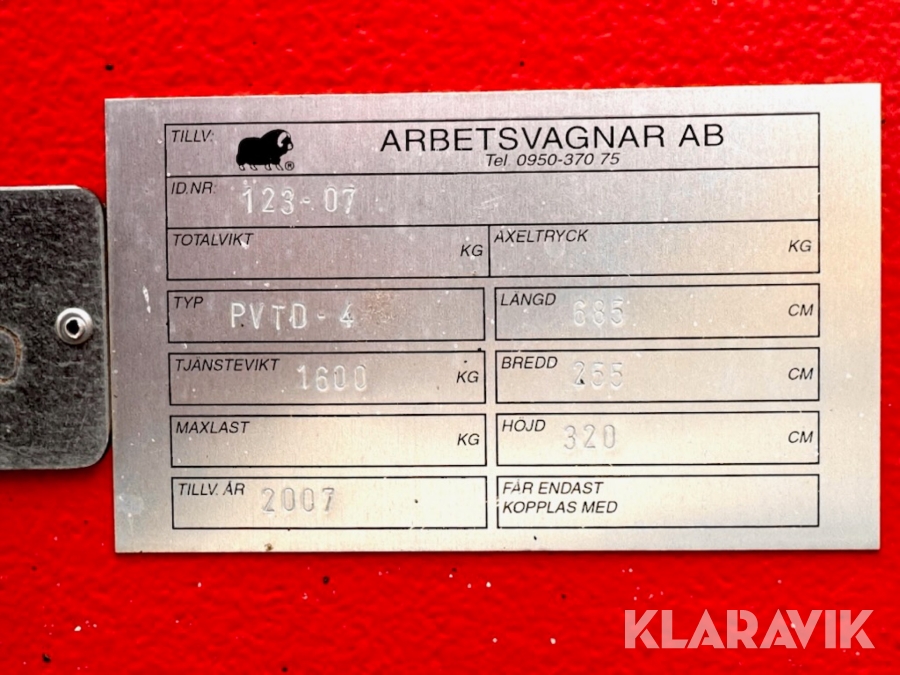 TILLV: ® ARBETSVAGNAR AB
Tel. 0950-370 75
ID.NR: 123-07
TOTALVIKT KG AXELTRYCK KG
TYP PVTD-4 LÄNGD 685 CM
TJÄNSTEVIKT 1600 KG BREDD 255 CM
MAXLAST KG HÖJD 320 CM
TILLV. ÅR 2007 FÅR ENDAST
KOPPLAS MED
KLARAVIK